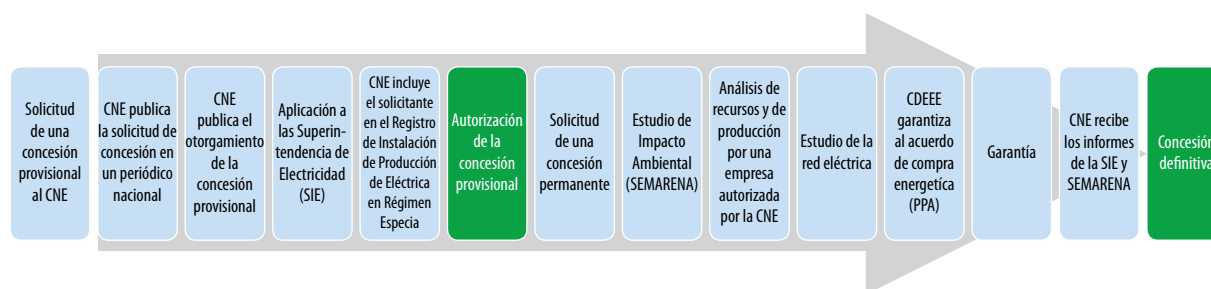 Solicitud
de una
concesión
provisional
al CNE
CNE publica
la solicitud de
concesión en
un periódico
nacional
CNE
publica el
otorgamiento
de la
concesión
provisional
Aplicación a
las Superin-
tendencia de
Electricidad
(SIE)
CNE incluye
el solicitante
en el Registro
de Instalación
de Producción
de Eléctrica
en Régimen
Especia
Autorización
de la
concesión
provisional
Solicitud
de una
concesión
permanente
Estudio de
Impacto
Ambiental
(SEMARENA)
Análisis de
recursos y de
producción
por una
empresa
autorizada
por la CNE
Estudio de la
red eléctrica
CDEEE
garantiza
al acuerdo
de compra
energetíca
(PPA)
Garantía
CNE recibe
los informes
de la SIE y
SEMARENA
Concesión
definitiva